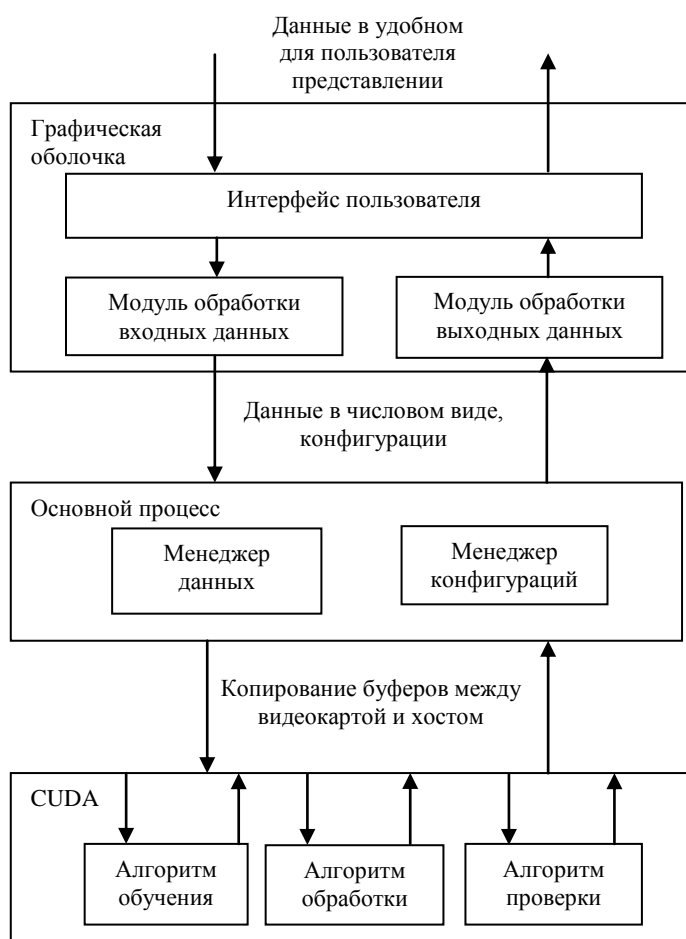 Данные в удобном
для пользователя
представлении
Графическая
оболочка
Интерфейс пользователя
Модуль обработки
входных данных
Модуль обработки
выходных данных
Данные в числовом виде,
конфигурации
Основной процесс
Менеджер
данных
Менеджер
конфигураций
Копирование буферов между
видеокартой и хостом
CUDA
Алгоритм
обучения
Алгоритм
обработки
Алгоритм
проверки